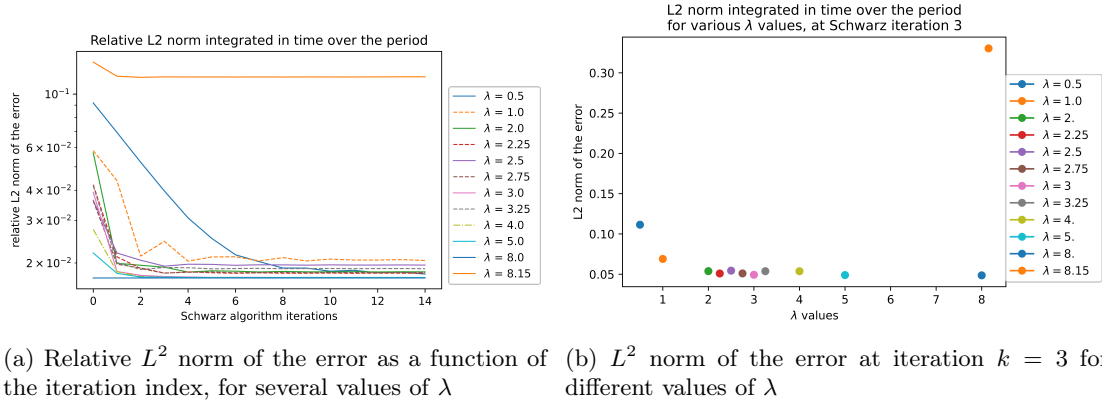 Relative L2 norm integrated in time over the period
relative L2 norm of the error
10⁻¹
6 × 10⁻²
4 × 10⁻²
3 × 10⁻²
2 × 10⁻²
0 2 4 6 8 10 12 14
Schwarz algorithm iterations
λ = 0.5
λ = 1.0
λ = 2.0
λ = 2.25
λ = 2.5
λ = 2.75
λ = 3.0
λ = 3.25
λ = 4.0
λ = 5.0
λ = 8.0
λ = 8.15
L2 norm integrated in time over the period
for various λ values, at Schwarz iteration 3
L2 norm of the error
0.30
0.25
0.20
0.15
0.10
0.05
1 2 3 4 5 6 7 8
λ values
λ = 0.5
λ = 1.0
λ = 2.
λ = 2.25
λ = 2.5
λ = 2.75
λ = 3
λ = 3.25
λ = 4.
λ = 5.
λ = 8.
λ = 8.15
(a) Relative L² norm of the error as a function of
the iteration index, for several values of λ
(b) L² norm of the error at iteration k = 3 for
different values of λ